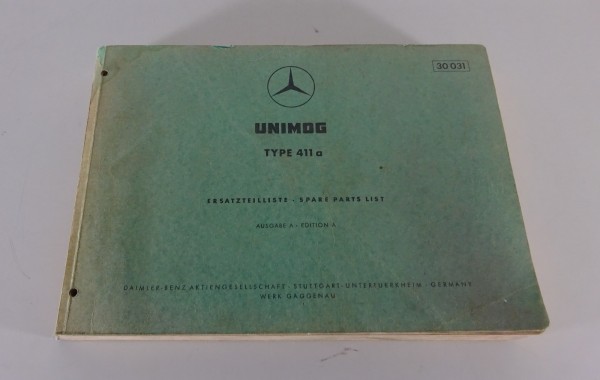 30 031
UNIMOG
TYPE 411 a
ERSATZTEILLISTE - SPARE PARTS LIST
AUSGABE A - EDITION A
DAIMLER-BENZ AKTIENGESELLSCHAFT - STUTTGART-UNTERTÜRKHEIM - GERMANY
WERK GAGGENAU